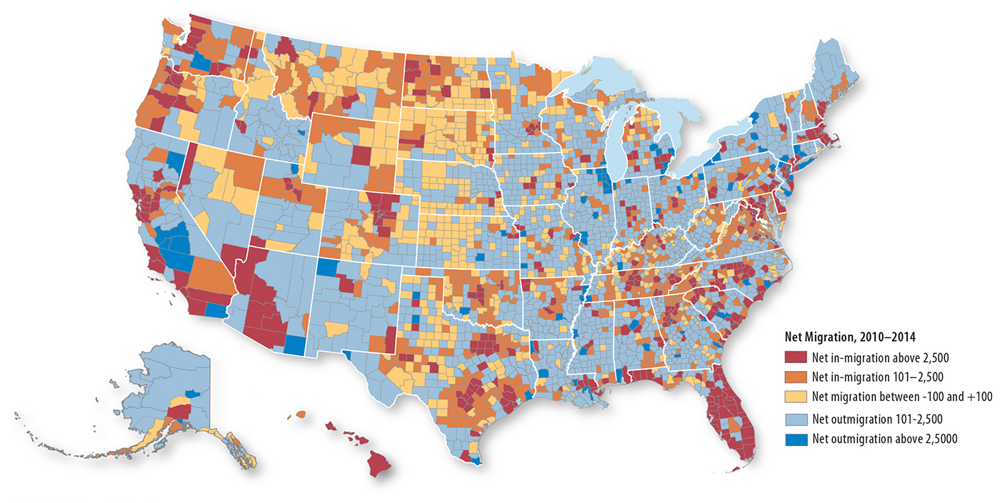 Net Migration, 2010–2014
Net in-migration above 2,500
Net in-migration 101–2,500
Net migration between -100 and +100
Net outmigration 101-2,500
Net outmigration above 2,5000